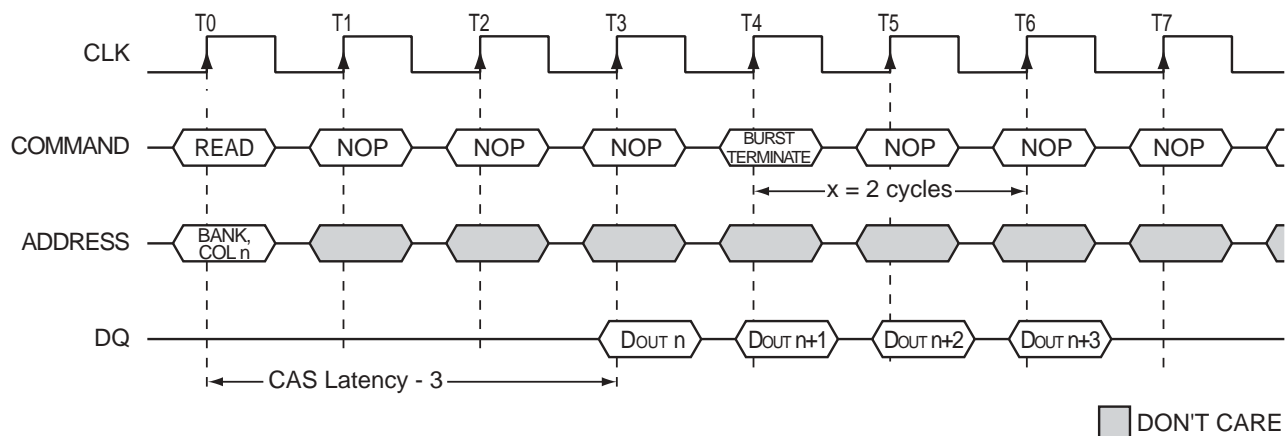 T0 T1 T2 T3 T4 T5 T6 T7
CLK
COMMAND READ NOP NOP NOP BURST TERMINATE NOP NOP NOP
x = 2 cycles
ADDRESS BANK, COL n
DQ DOUT n DOUT n+1 DOUT n+2 DOUT n+3
CAS Latency - 3
DON'T CARE